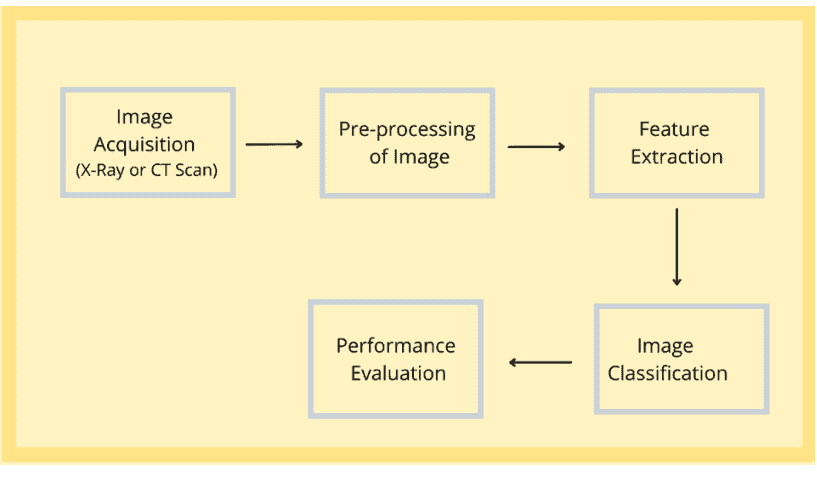 Image
Acquisition
(X-Ray or CT Scan)
Pre-processing
of Image
Feature
Extraction
Image
Classification
Performance
Evaluation